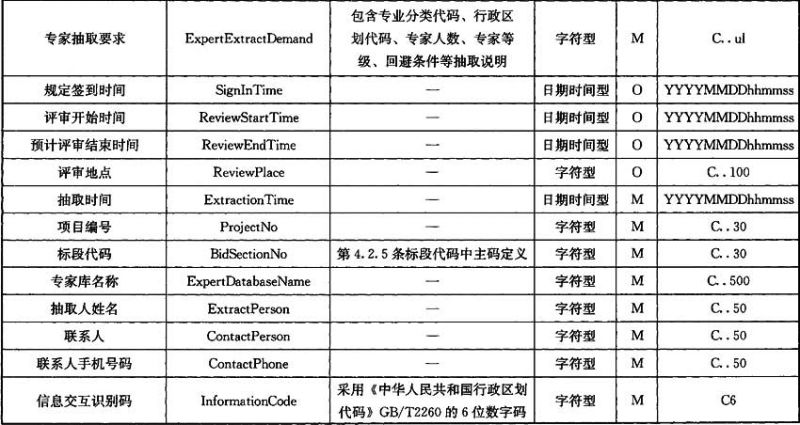 专家抽取要求 ExpertExtractDemand 包含专业分类代码、行政区划代码、专家人数、专家等级、回避条件等抽取说明 字符型 M C..ul
规定签到时间 SignInTime — 日期时间型 O YYYYMMDDhhmmss
评审开始时间 ReviewStartTime — 日期时间型 O YYYYMMDDhhmmss
预计评审结束时间 ReviewEndTime — 日期时间型 O YYYYMMDDhhmmss
评审地点 ReviewPlace — 字符型 O C..100
抽取时间 ExtractionTime — 日期时间型 M YYYYMMDDhhmmss
项目编号 ProjectNo — 字符型 M C..30
标段代码 BidSectionNo 第4.2.5条标段代码中主码定义 字符型 M C..30
专家库名称 ExpertDatabaseName — 字符型 M C..500
抽取人姓名 ExtractPerson — 字符型 M C..50
联系人 ContactPerson — 字符型 M C..50
联系人手机号码 ContactPhone — 字符型 M C..50
信息交互识别码 InformationCode 采用《中华人民共和国行政区划代码》GB/T2260的6位数字码 字符型 M C6